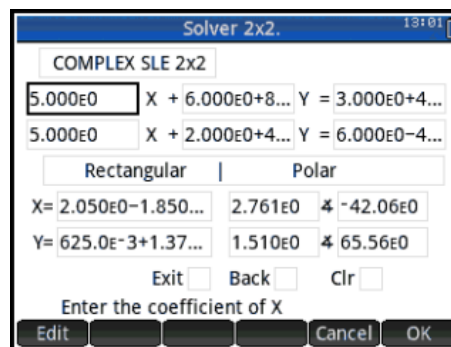 Solver 2x2. 13:01
COMPLEX SLE 2x2
5.000E0 X + 6.000E0+8... Y = 3.000E0+4...
5.000E0 X + 2.000E0+4... Y = 6.000E0-4...
Rectangular | Polar
X= 2.050E0-1.850... 2.761E0 ∡ -42.06E0
Y= 625.0E-3+1.37... 1.510E0 ∡ 65.56E0
Exit Back Clr
Enter the coefficient of X
Edit Cancel OK